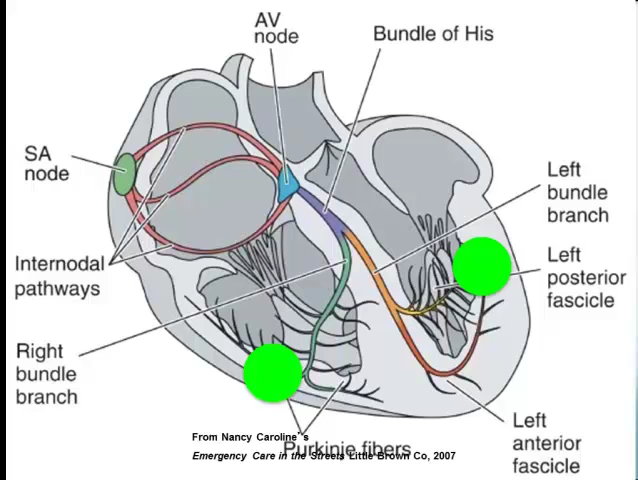 AV
node
Bundle of His
SA
node
Left
bundle
branch
Internodal
pathways
Left
posterior
fascicle
Right
bundle
branch
Left
anterior
fascicle
Purkinje fibers
From Nancy Caroline's
Emergency Care in the Streets Little Brown Co, 2007